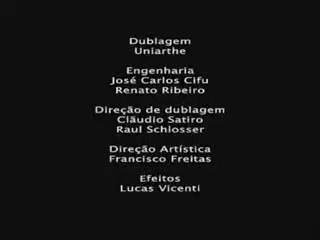 Dublagem
Uniarthe
Engenharia
José Carlos Cifu
Renato Ribeiro
Direção de dublagem
Cláudio Satiro
Raul Schlosser
Direção Artística
Francisco Freitas
Efeitos
Lucas Vicenti